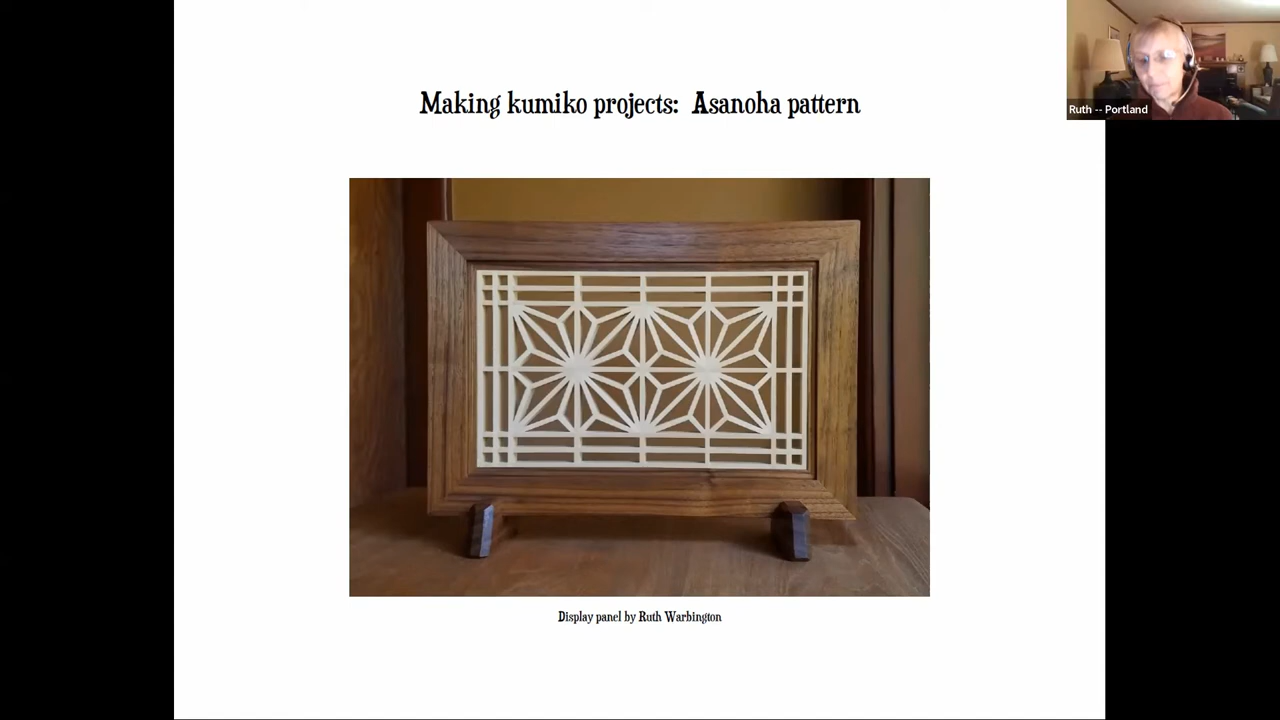 Making kumiko projects: Asanoha pattern
Ruth -- Portland
Display panel by Ruth Warbington